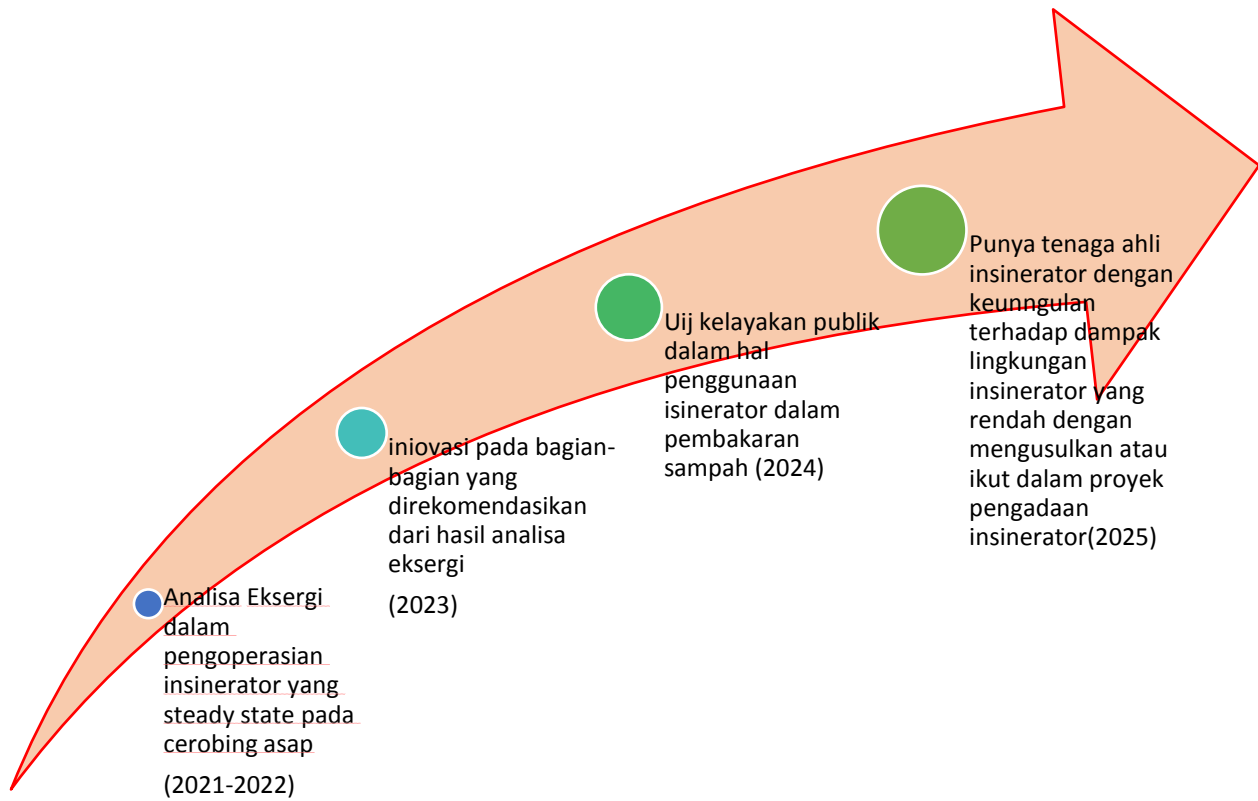 Analisa Eksergi
dalam
pengoperasian
insinerator yang
steady state pada
cerobing asap
(2021-2022)
iniovasi pada bagian-
bagian yang
direkomendasikan
dari hasil analisa
eksergi
(2023)
Uij kelayakan publik
dalam hal
penggunaan
isinerator dalam
pembakaran
sampah (2024)
Punya tenaga ahli
insinerator dengan
keunngulan
terhadap dampak
lingkungan
insinerator yang
rendah dengan
mengusulkan atau
ikut dalam proyek
pengadaan
insinerator(2025)